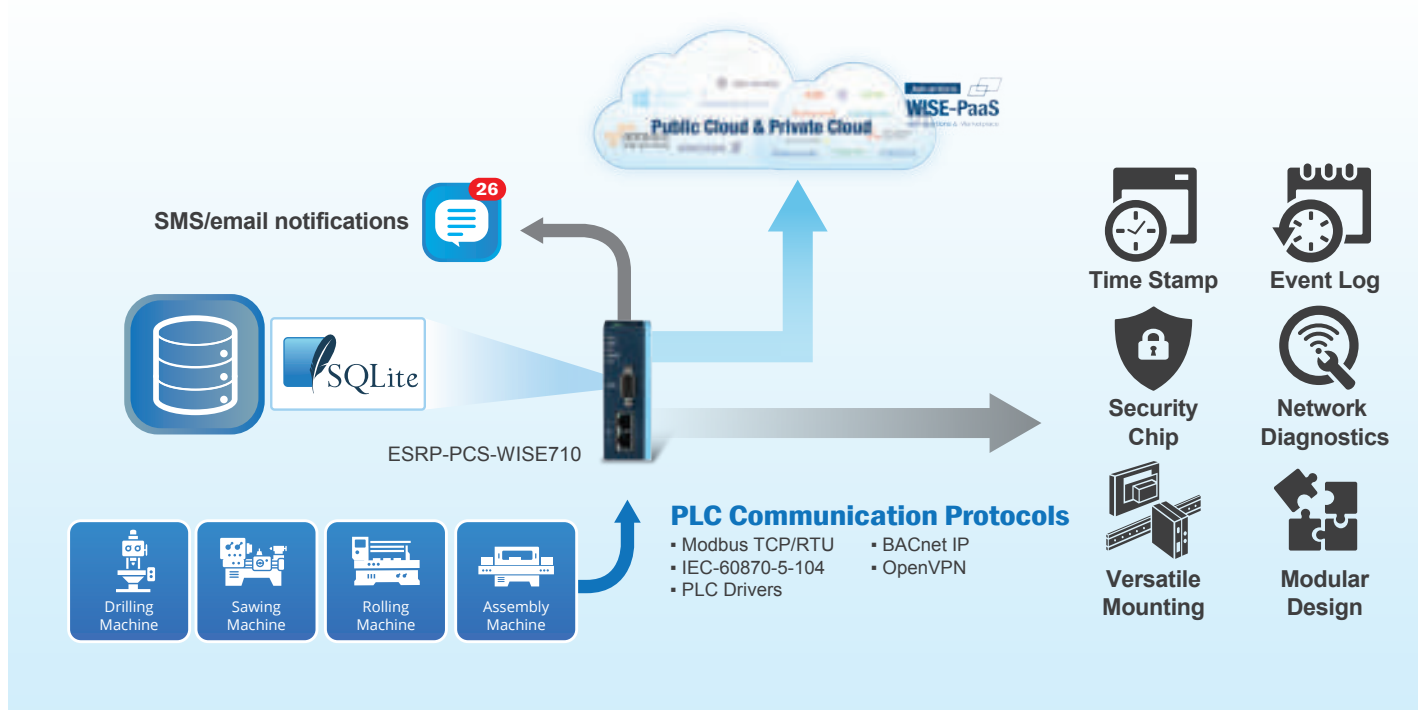 Public Cloud & Private Cloud
WISE-PaaS
26
SMS/email notifications
SQLite
ESRP-PCS-WISE710
Time Stamp
Event Log
Security
Chip
Network
Diagnostics
Versatile
Mounting
Modular
Design
PLC Communication Protocols
▪ Modbus TCP/RTU
▪ IEC-60870-5-104
▪ PLC Drivers
▪ BACnet IP
▪ OpenVPN
Drilling
Machine
Sawing
Machine
Rolling
Machine
Assembly
Machine